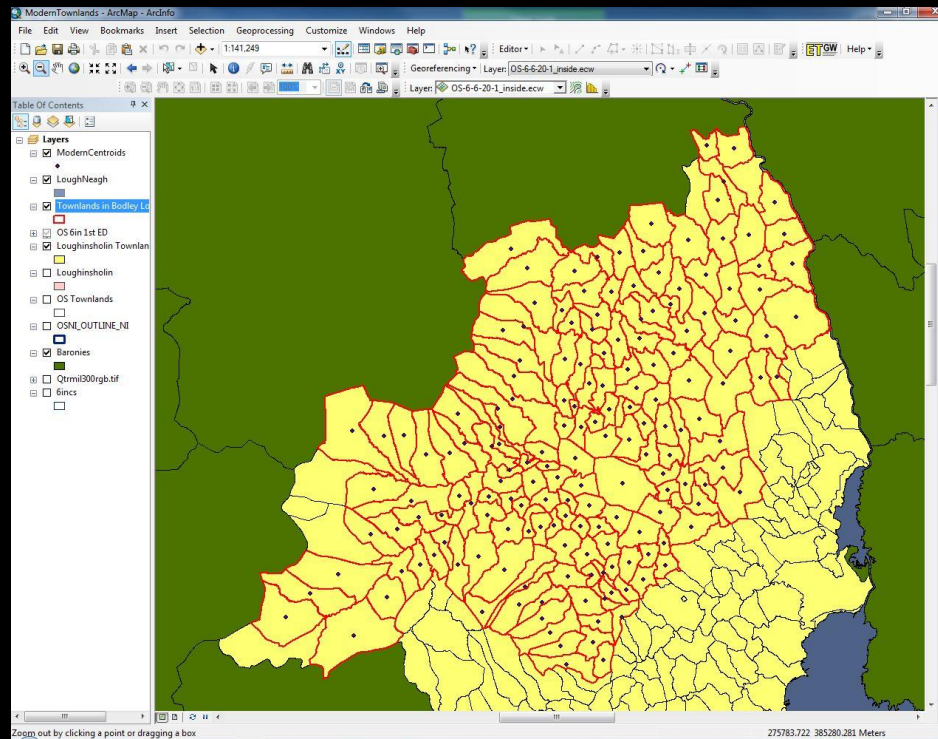 ModernTownlands - ArcMap - ArcInfo
File Edit View Bookmarks Insert Selection Geoprocessing Customize Windows Help
1:141,249 Editor ETGW Help
Georeferencing Layer: OS-6-6-20-1_inside.ecw
100% Layer: OS-6-6-20-1_inside.ecw
Table Of Contents
Layers
ModernCentroids
LoughNeagh
Townlands in Bodley Lo
OS 6in 1st ED
Loughinsholin Townlan
Loughinsholin
OS Townlands
OSNI_OUTLINE_NI
Baronies
Qtrmil300rgb.tif
6incs
Zoom out by clicking a point or dragging a box 275783.722 385280.281 Meters